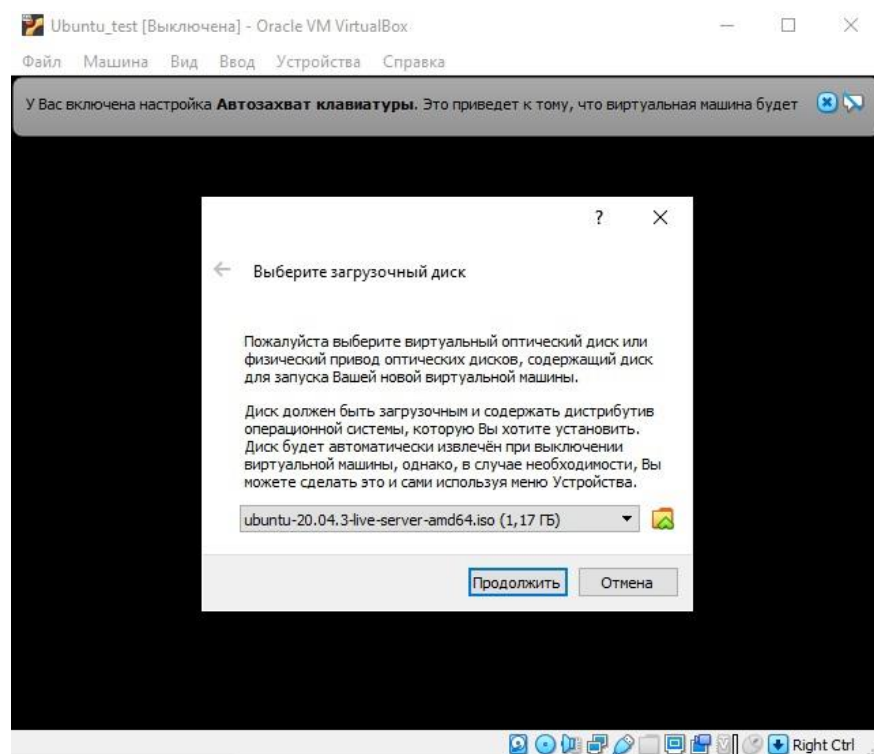 Ubuntu_test [Выключена] - Oracle VM VirtualBox
Файл Машина Вид Ввод Устройства Справка
У Вас включена настройка Автозахват клавиатуры. Это приведет к тому, что виртуальная машина будет
?
Выберите загрузочный диск
Пожалуйста выберите виртуальный оптический диск или
физический привод оптических дисков, содержащий диск
для запуска Вашей новой виртуальной машины.
Диск должен быть загрузочным и содержать дистрибутив
операционной системы, которую Вы хотите установить.
Диск будет автоматически извлечён при выключении
виртуальной машины, однако, в случае необходимости, Вы
можете сделать это и сами используя меню Устройства.
ubuntu-20.04.3-live-server-amd64.iso (1,17 ГБ)
Продолжить Отмена
Right Ctrl